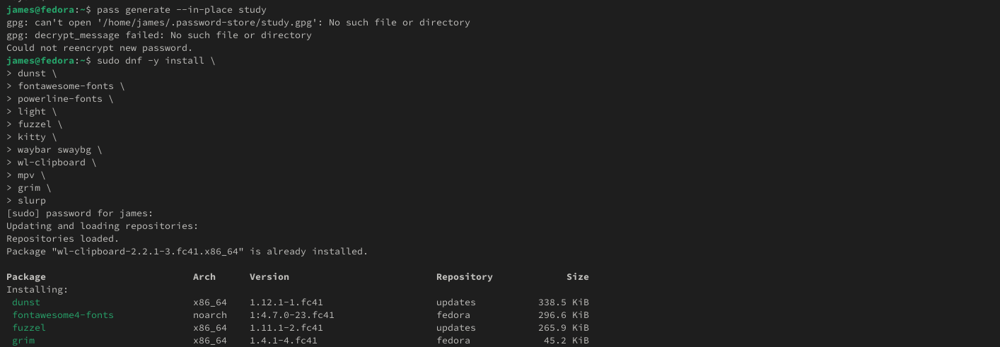 james@fedora:~$ pass generate --in-place study
gpg: can't open '/home/james/.password-store/study.gpg': No such file or directory
gpg: decrypt_message failed: No such file or directory
Could not reencrypt new password.
james@fedora:~$ sudo dnf -y install \
> dunst \
> fontawesome-fonts \
> powerline-fonts \
> light \
> fuzzel \
> kitty \
> waybar swaybg \
> wl-clipboard \
> mpv \
> grim \
> slurp
[sudo] password for james:
Updating and loading repositories:
Repositories loaded.
Package "wl-clipboard-2.2.1-3.fc41.x86_64" is already installed.
Package Arch Version Repository Size
Installing:
dunst x86_64 1.12.1-1.fc41 updates 338.5 KiB
fontawesome4-fonts noarch 1:4.7.0-23.fc41 fedora 296.6 KiB
fuzzel x86_64 1.11.1-2.fc41 updates 265.9 KiB
grim x86_64 1.4.1-4.fc41 fedora 45.2 KiB